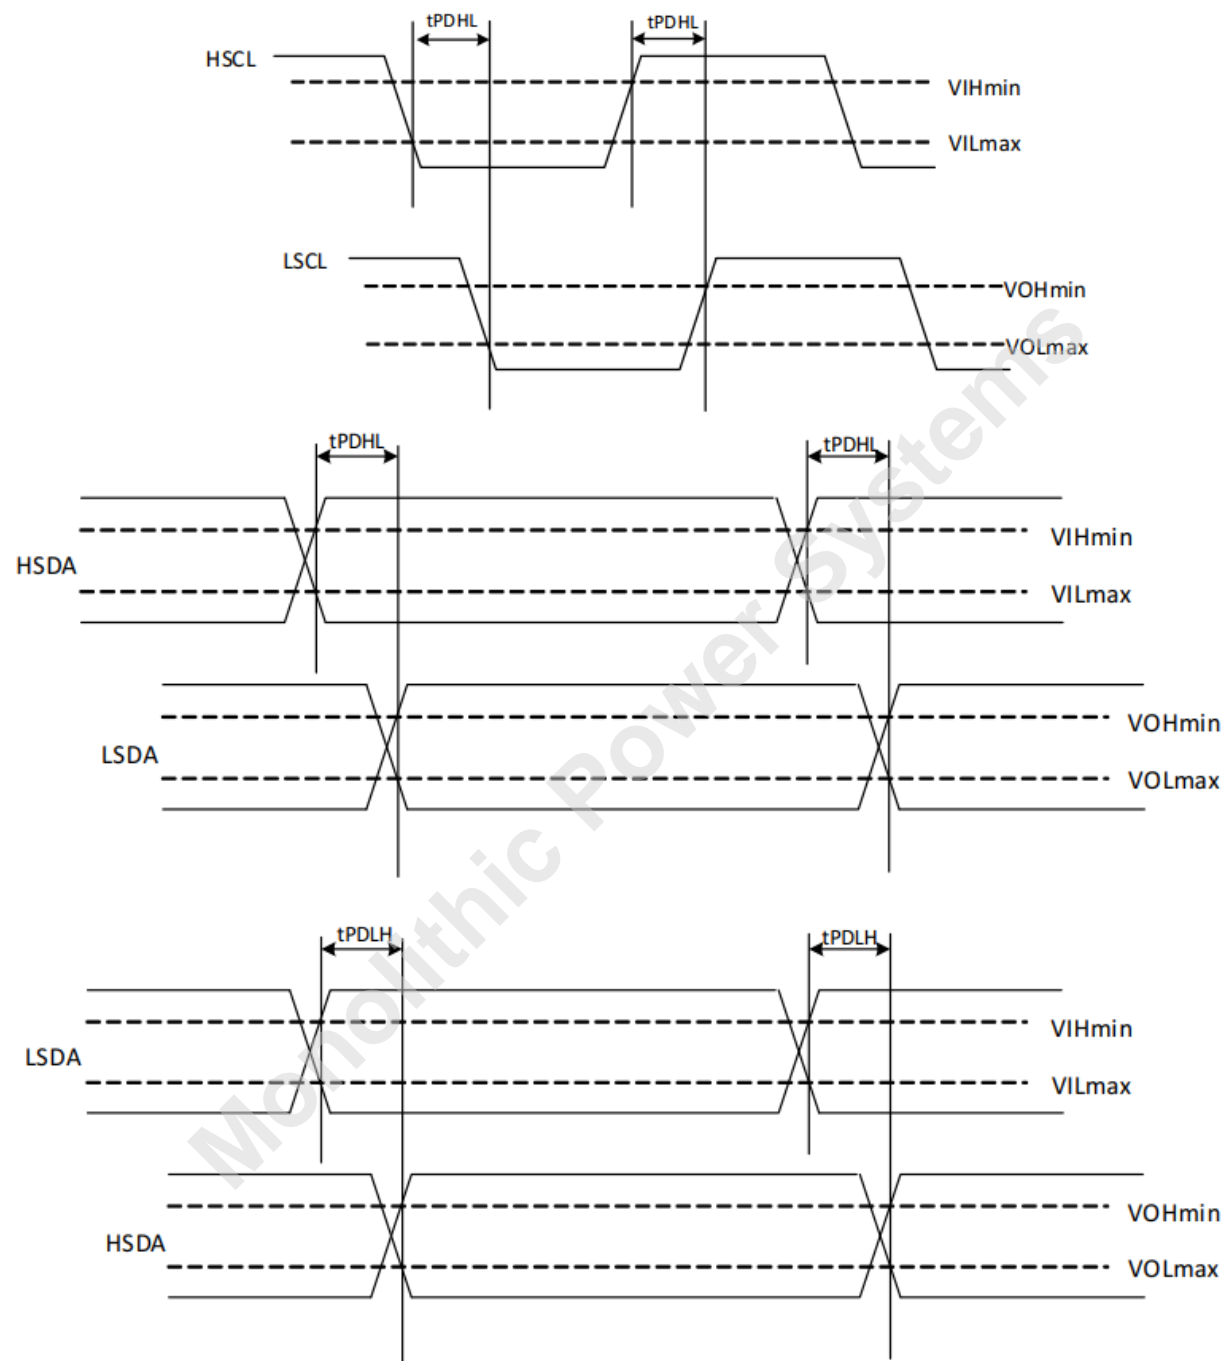 tPDHL tPDHL
HSCL
VIHmin
VILmax
LSCL
VOHmin
VOLmax
tPDHL tPDHL
VIHmin
HSDA
VILmax
VOHmin
LSDA
VOLmax
tPDLH tPDLH
VIHmin
LSDA
VILmax
VOHmin
HSDA
VOLmax
Monolithic Power Systems